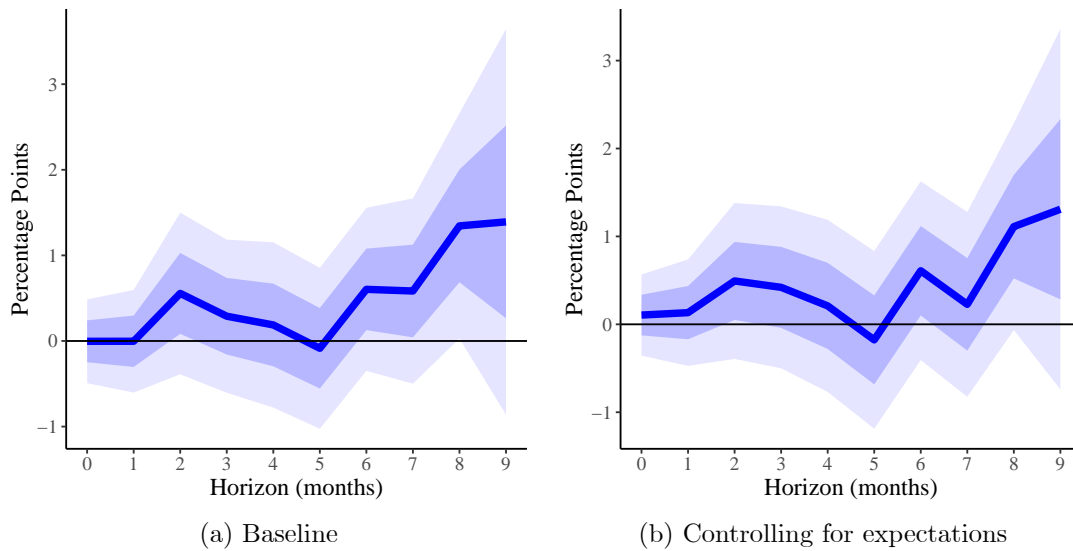 Percentage Points
3
2
1
0
−1
0 1 2 3 4 5 6 7 8 9
Horizon (months)
(a) Baseline
Percentage Points
3
2
1
0
−1
0 1 2 3 4 5 6 7 8 9
Horizon (months)
(b) Controlling for expectations